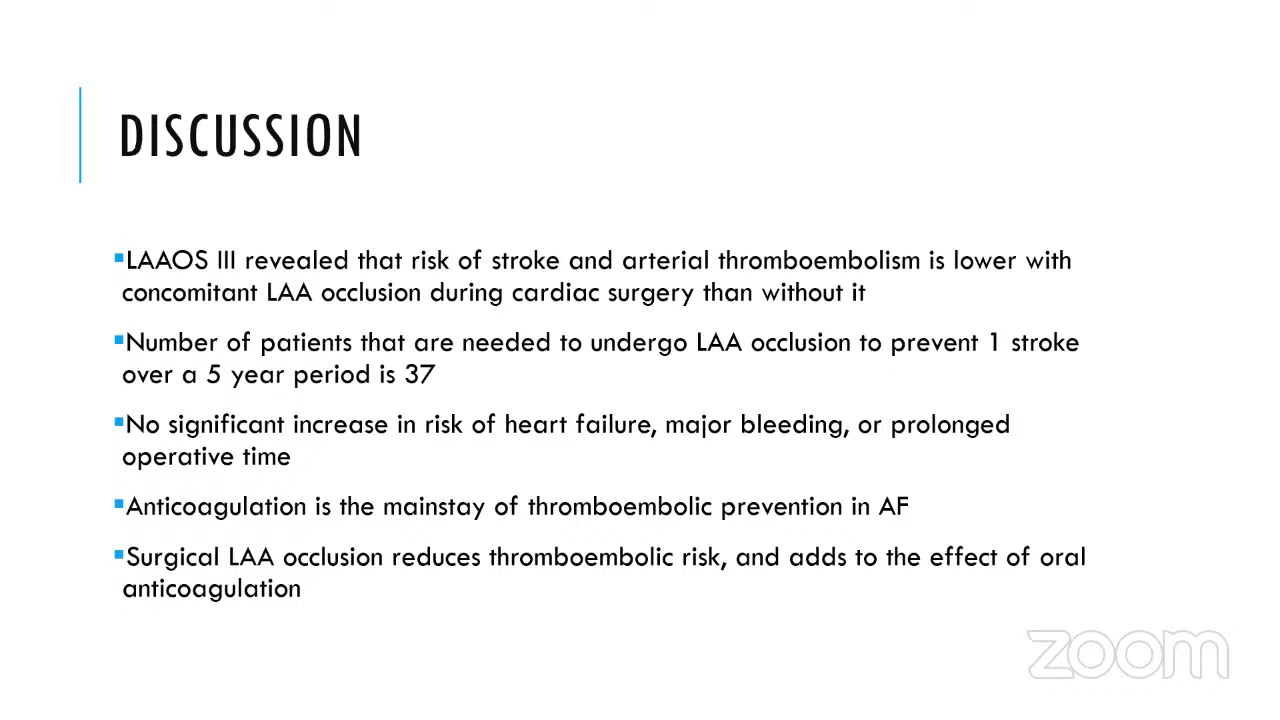 DISCUSSION
▪LAAOS III revealed that risk of stroke and arterial thromboembolism is lower with
concomitant LAA occlusion during cardiac surgery than without it
▪Number of patients that are needed to undergo LAA occlusion to prevent 1 stroke
over a 5 year period is 37
▪No significant increase in risk of heart failure, major bleeding, or prolonged
operative time
▪Anticoagulation is the mainstay of thromboembolic prevention in AF
▪Surgical LAA occlusion reduces thromboembolic risk, and adds to the effect of oral
anticoagulation
zoom